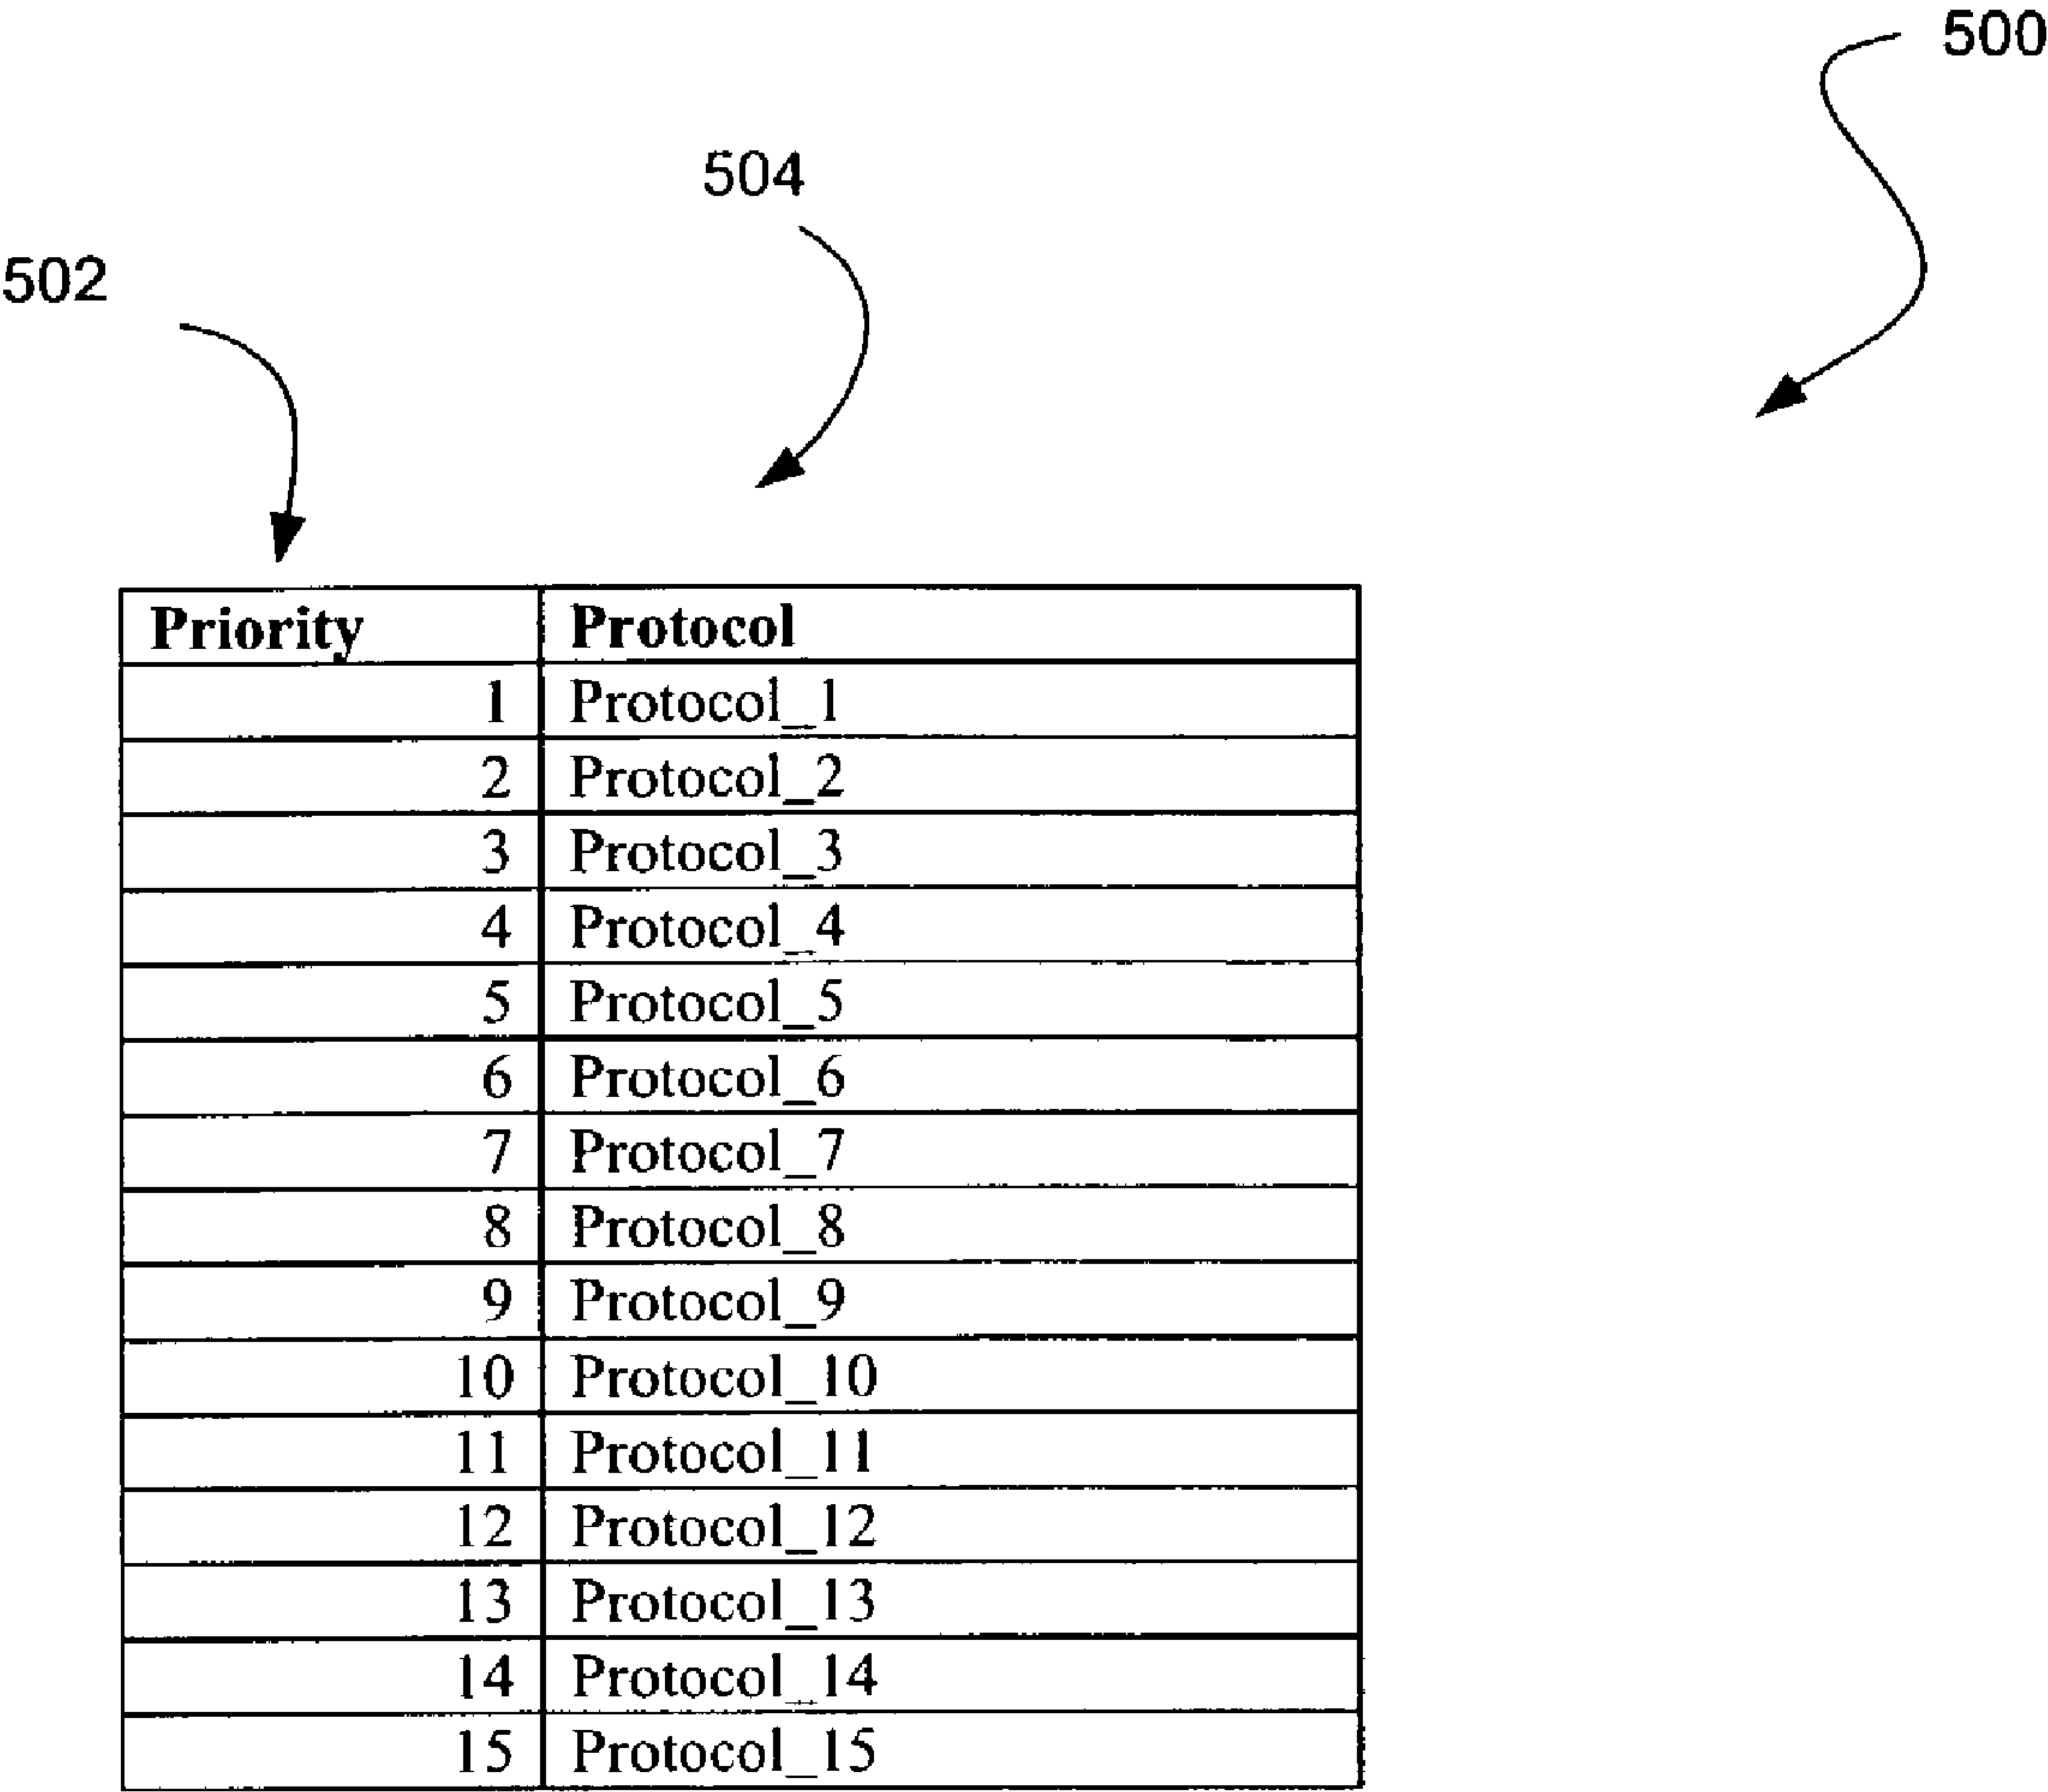 500
504
502
Priority Protocol
1 Protocol_1
2 Protocol_2
3 Protocol_3
4 Protocol_4
5 Protocol_5
6 Protocol_6
7 Protocol_7
8 Protocol_8
9 Protocol_9
10 Protocol_10
11 Protocol_11
12 Protocol_12
13 Protocol_13
14 Protocol_14
15 Protocol_15